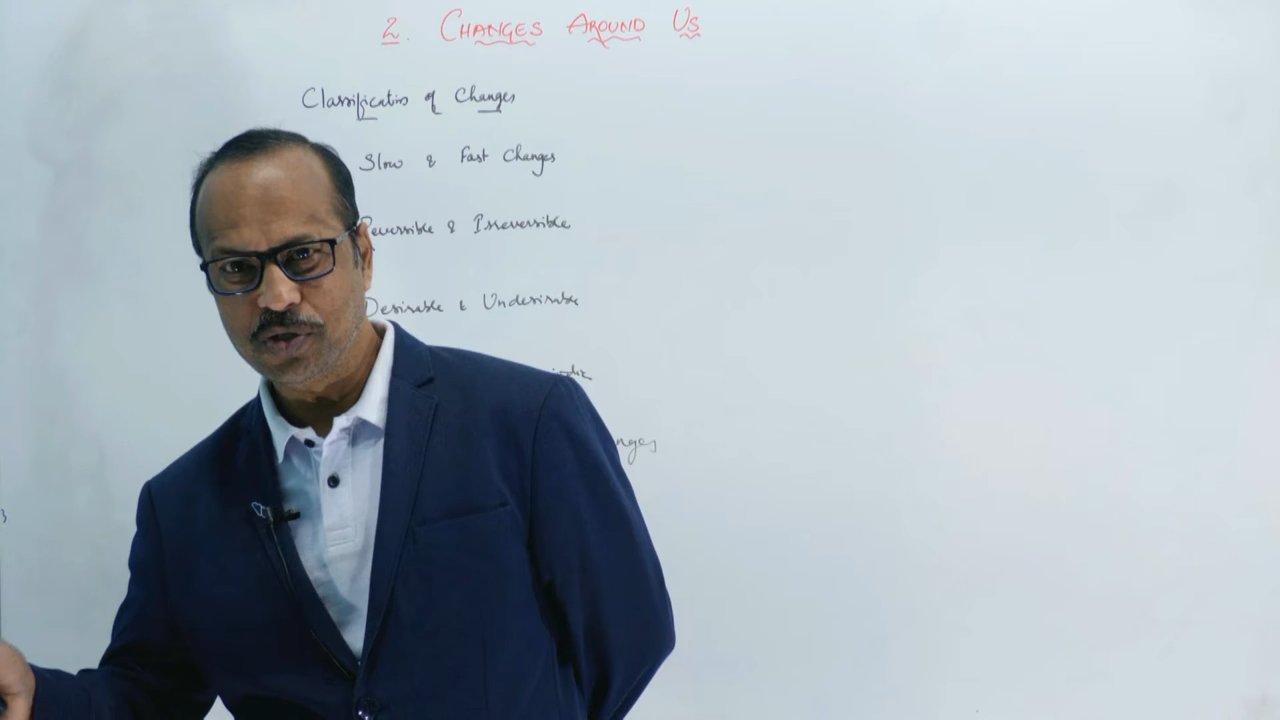 2. CHANGES AROUND US
Classification of Changes
Slow & Fast Changes
Reversible & Irreversible
Desirable & Undesirable